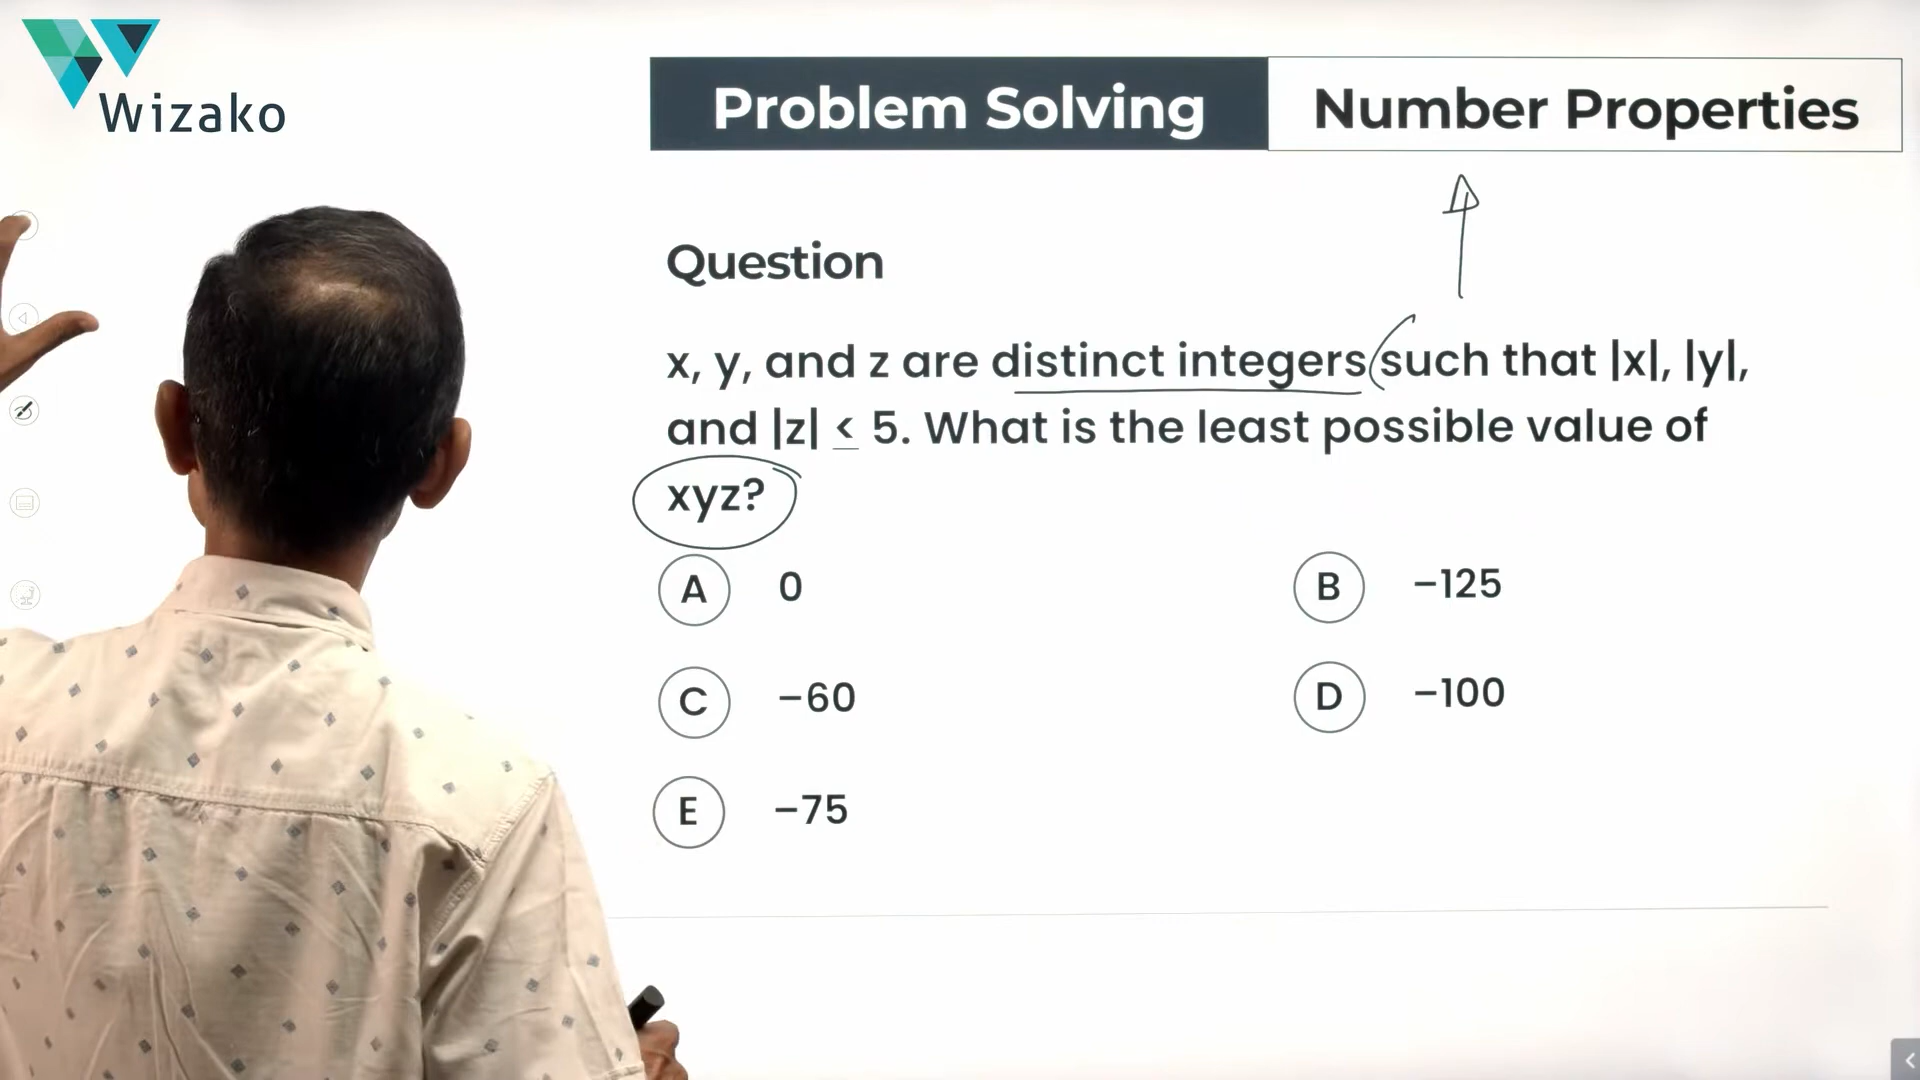 Wizako
Problem Solving
Number Properties
Question
x, y, and z are distinct integers such that |x|, |y|,
and |z| ≤ 5. What is the least possible value of
xyz?
A 0
B –125
C –60
D –100
E –75